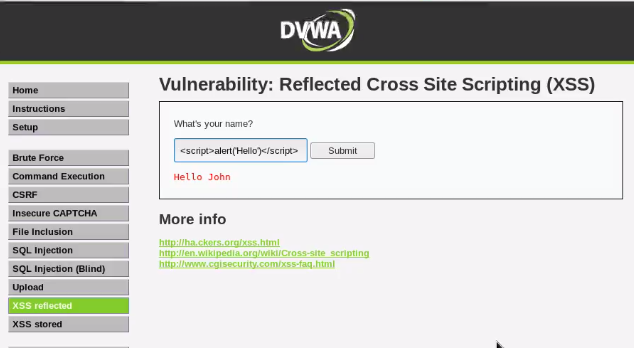 DVWA
Home
Instructions
Setup
Brute Force
Command Execution
CSRF
Insecure CAPTCHA
File Inclusion
SQL Injection
SQL Injection (Blind)
Upload
XSS reflected
XSS stored
Vulnerability: Reflected Cross Site Scripting (XSS)
What's your name?
<script>alert('Hello')</script> Submit
Hello John
More info
http://ha.ckers.org/xss.html
http://en.wikipedia.org/wiki/Cross-site_scripting
http://www.cgisecurity.com/xss-faq.html